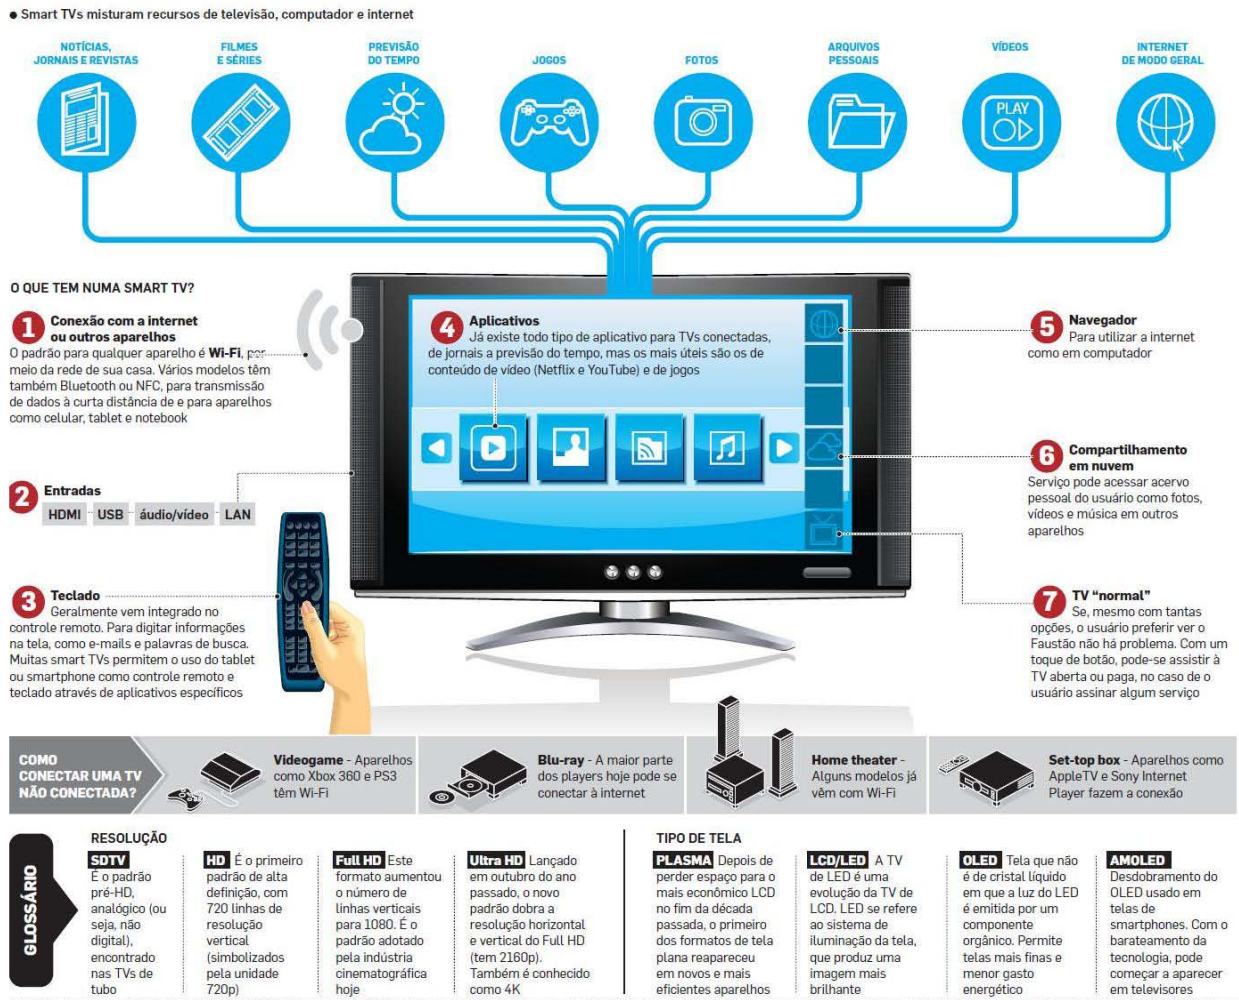 ● Smart TVs misturam recursos de televisão, computador e internet
NOTÍCIAS,
JORNAIS E REVISTAS
FILMES
E SÉRIES
PREVISÃO
DO TEMPO
JOGOS
FOTOS
ARQUIVOS
PESSOAIS
VÍDEOS
INTERNET
DE MODO GERAL
PLAY
O QUE TEM NUMA SMART TV?
1 Conexão com a internet
ou outros aparelhos
O padrão para qualquer aparelho é Wi-Fi, por
meio da rede de sua casa. Vários modelos têm
também Bluetooth ou NFC, para transmissão
de dados à curta distância de e para aparelhos
como celular, tablet e notebook
2 Entradas
HDMI USB áudio/vídeo LAN
3 Teclado
Geralmente vem integrado no
controle remoto. Para digitar informações
na tela, como e-mails e palavras de busca.
Muitas smart TVs permitem o uso do tablet
ou smartphone como controle remoto e
teclado através de aplicativos específicos
4 Aplicativos
Já existe todo tipo de aplicativo para TVs conectadas,
de jornais a previsão do tempo, mas os mais úteis são os de
conteúdo de vídeo (Netflix e YouTube) e de jogos
5 Navegador
Para utilizar a internet
como em computador
6 Compartilhamento
em nuvem
Serviço pode acessar acervo
pessoal do usuário como fotos,
vídeos e música em outros
aparelhos
7 TV “normal”
Se, mesmo com tantas
opções, o usuário preferir ver o
Faustão não há problema. Com um
toque de botão, pode-se assistir à
TV aberta ou paga, no caso de o
usuário assinar algum serviço
COMO
CONECTAR UMA TV
NÃO CONECTADA?
Videogame - Aparelhos
como Xbox 360 e PS3
têm Wi-Fi
Blu-ray - A maior parte
dos players hoje pode se
conectar à internet
Home theater -
Alguns modelos já
vêm com Wi-Fi
Set-top box - Aparelhos como
AppleTV e Sony Internet
Player fazem a conexão
GLOSSÁRIO
RESOLUÇÃO
SDTV
É o padrão
pré-HD,
analógico (ou
seja, não
digital),
encontrado
nas TVs de
tubo
HD É o primeiro
padrão de alta
definição, com
720 linhas de
resolução
vertical
(simbolizados
pela unidade
720p)
Full HD Este
formato aumentou
o número de
linhas verticais
para 1080. É o
padrão adotado
pela indústria
cinematográfica
hoje
Ultra HD Lançado
em outubro do ano
passado, o novo
padrão dobra a
resolução horizontal
e vertical do Full HD
(tem 2160p).
Também é conhecido
como 4K
TIPO DE TELA
PLASMA Depois de
perder espaço para o
mais econômico LCD
no fim da década
passada, o primeiro
dos formatos de tela
plana reapareceu
em novos e mais
eficientes aparelhos
LCD/LED A TV
de LED é uma
evolução da TV de
LCD. LED se refere
ao sistema de
iluminação da tela,
que produz uma
imagem mais
brilhante
OLED Tela que não
é de cristal líquido
em que a luz do LED
é emitida por um
componente
orgânico. Permite
telas mais finas e
menor gasto
energético
AMOLED
Desdobramento do
OLED usado em
telas de
smartphones. Com o
barateamento da
tecnologia, pode
começar a aparecer
em televisores